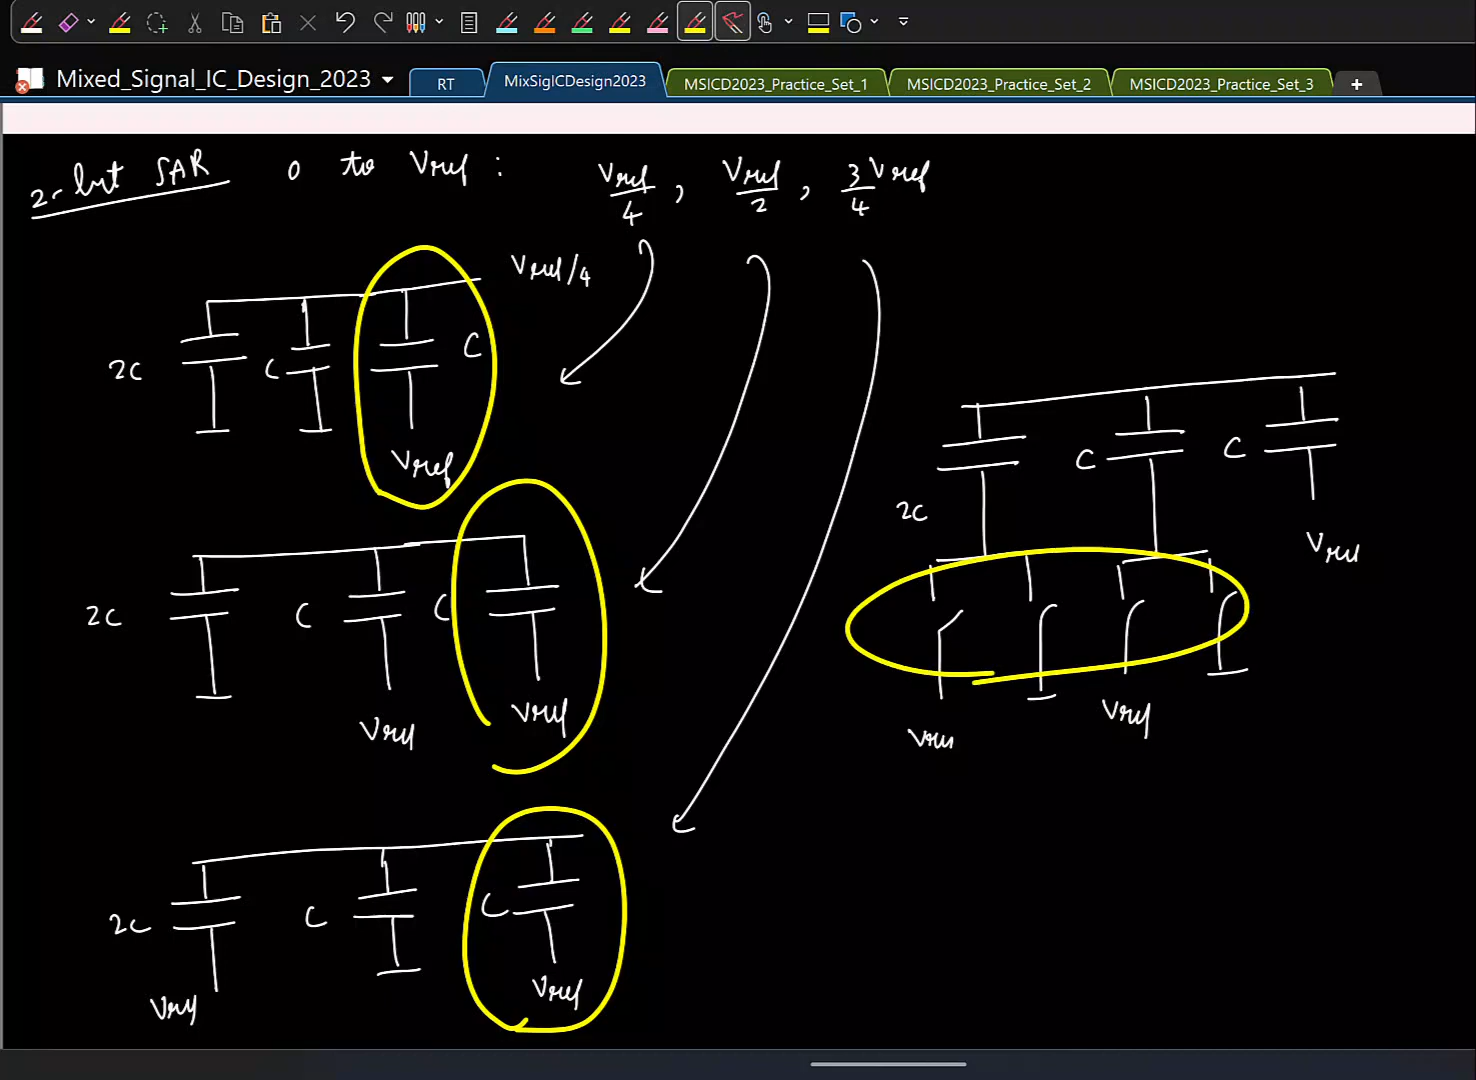 Mixed_Signal_IC_Design_2023 RT MixSigICDesign2023 MSICD2023_Practice_Set_1 MSICD2023_Practice_Set_2 MSICD2023_Practice_Set_3 +
2-bit SAR 0 to Vref : Vref/4 , Vref/2 , 3Vref/4
Vref/4
2C C C
Vref
2C C C
Vref Vref
2C C C
Vref Vref
2C C C
Vref
Vref Vref